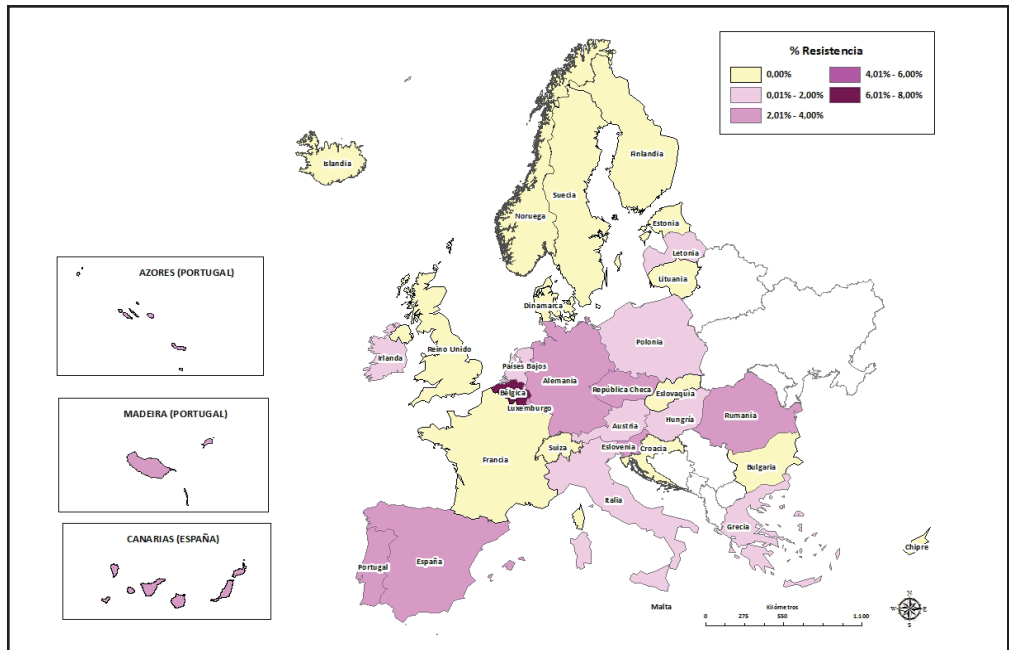 % Resistencia
0,00%
4,01% - 6,00%
0,01% - 2,00%
6,01% - 8,00%
2,01% - 4,00%
Islandia
Finlandia
Suecia
Noruega
Estonia
Letonia
Lituania
AZORES (PORTUGAL)
Dinamarca
Reino Unido
Irlanda
Polonia
Países Bajos
Alemania
República Checa
Bélgica
Eslovaquia
Luxemburgo
MADEIRA (PORTUGAL)
Rumania
Hungría
Austria
Suiza
Eslovenia
Croacia
Francia
Bulgaria
Italia
Grecia
CANARIAS (ESPAÑA)
Chipre
España
Portugal
Malta
Kilómetros
0 275 550 1.100
N
W E
S